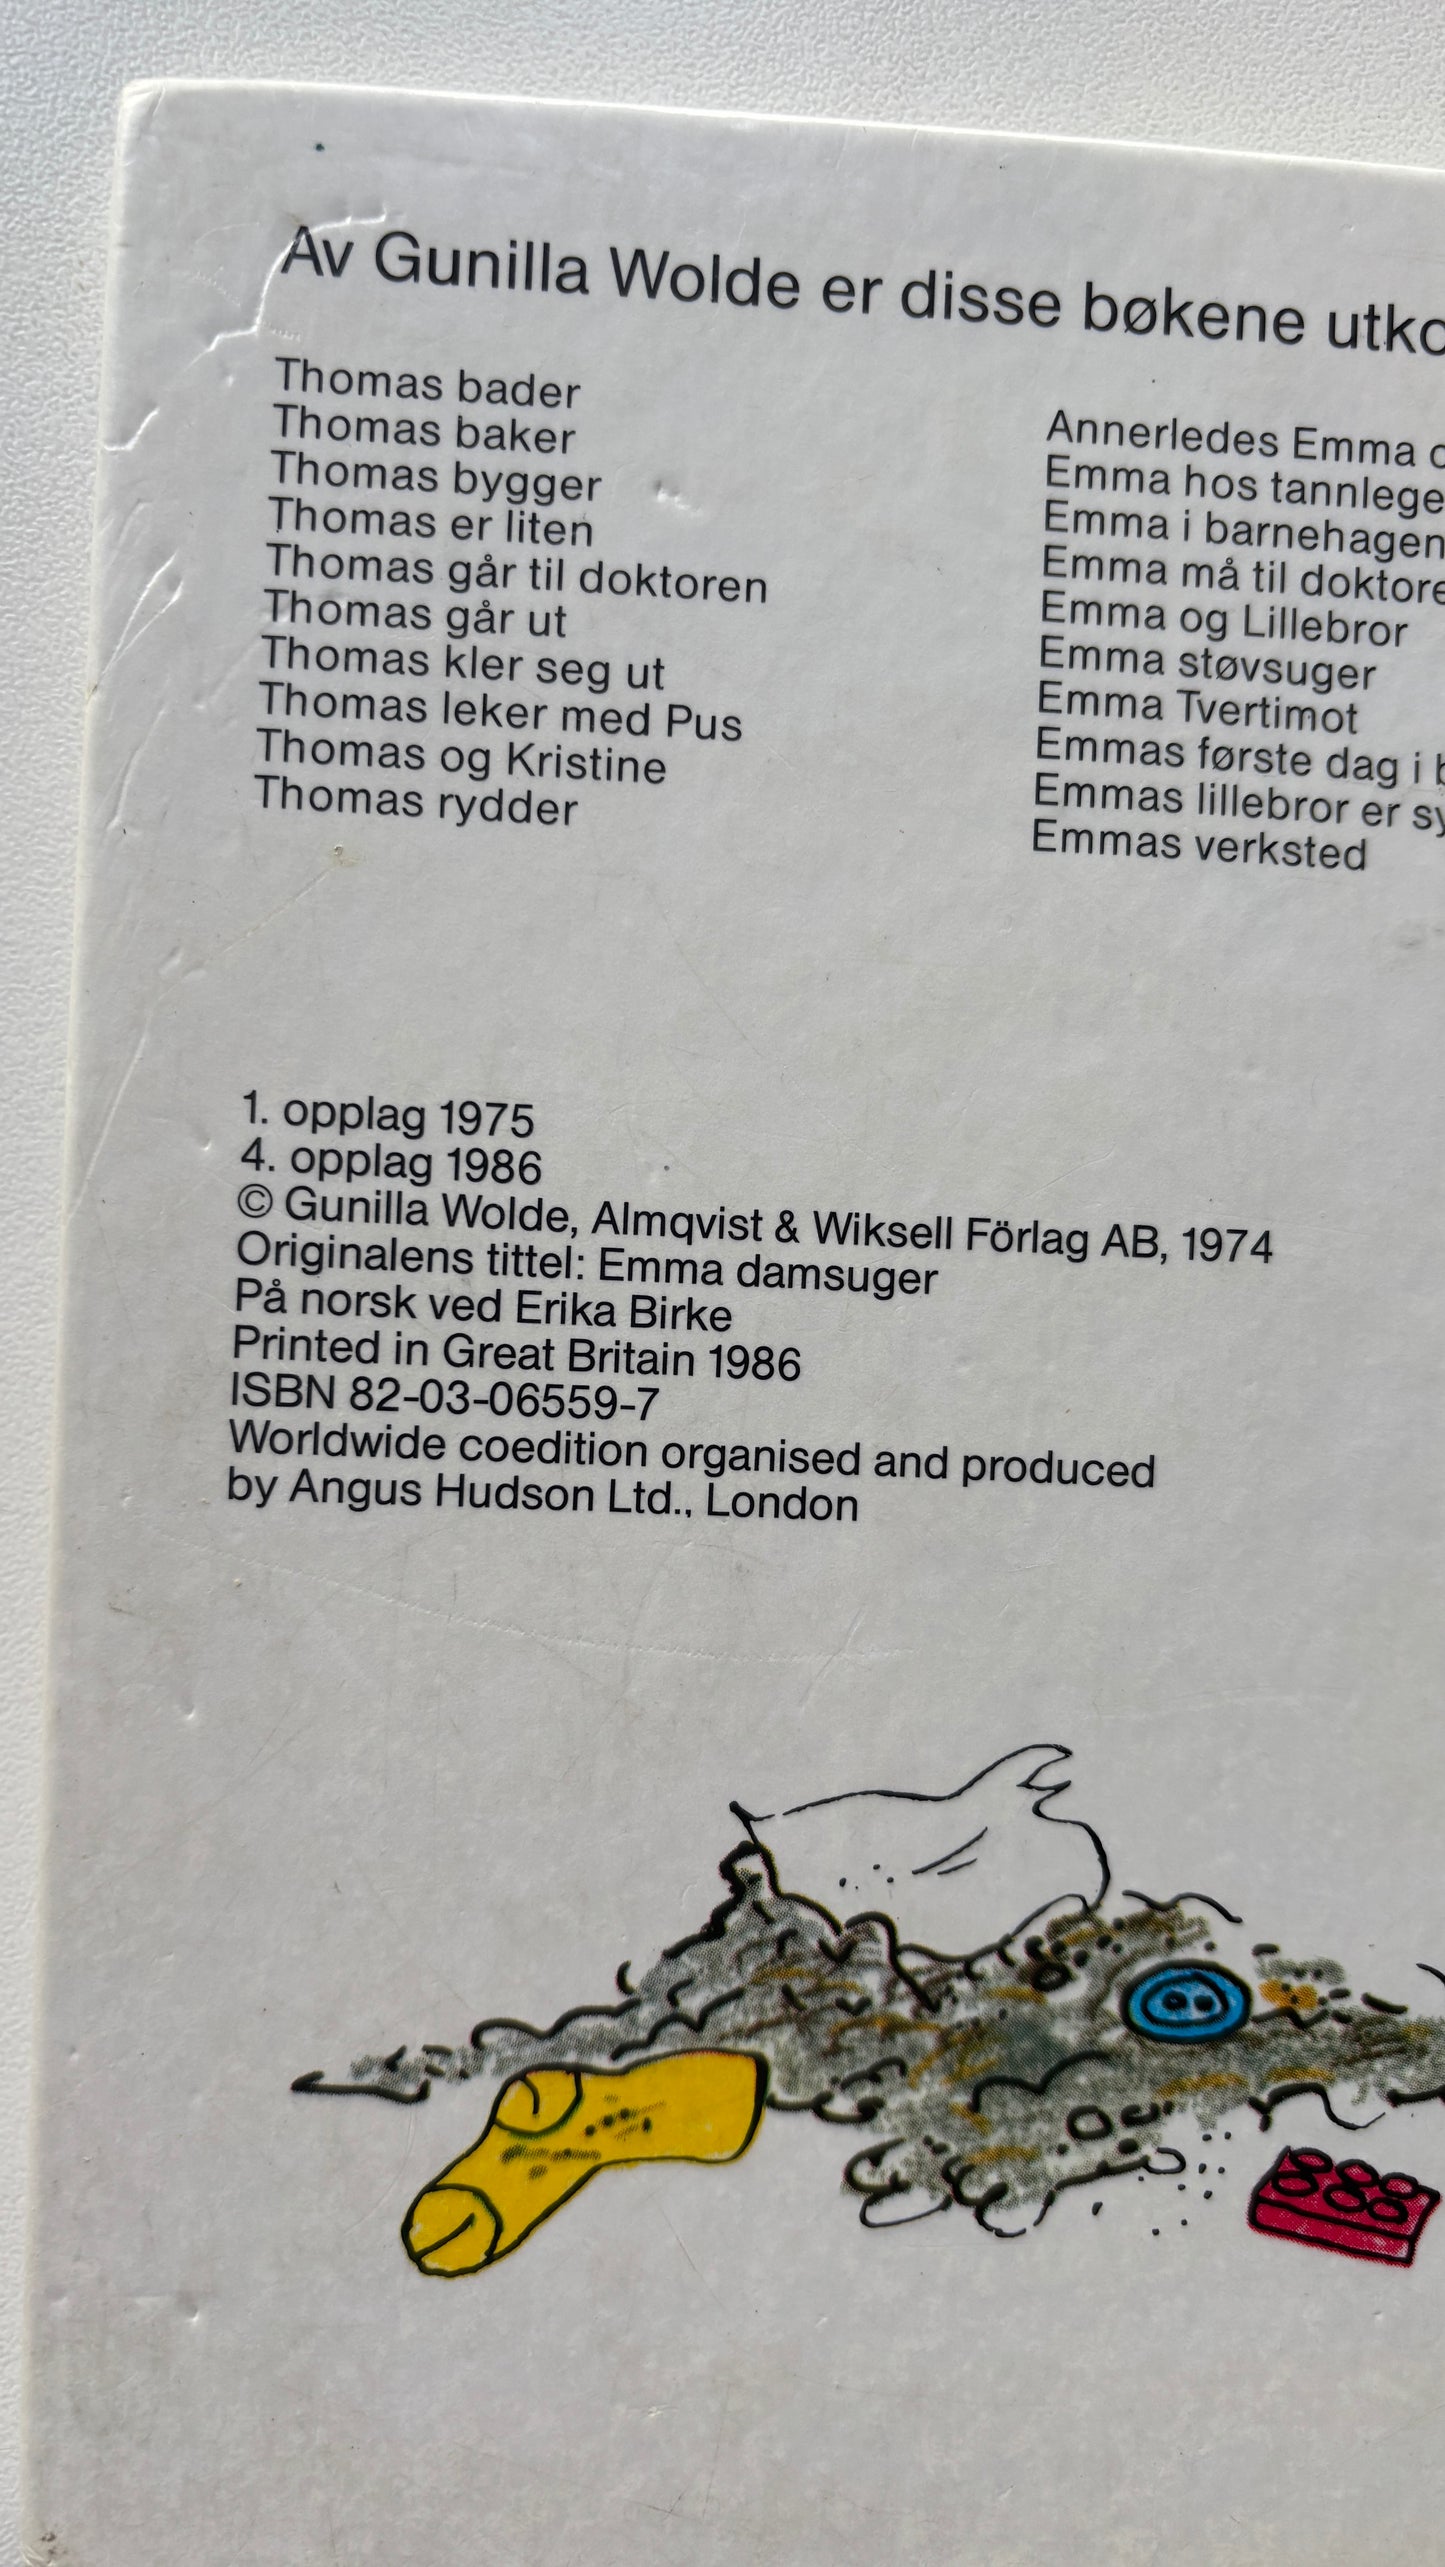 Av Gunilla Wolde er disse bøkene
Thomas bader
Thomas baker
Thomas bygger
Thomas er liten
Thomas går til doktoren
Thomas går ut
Thomas kler seg ut
Thomas leker med Pus
Thomas og Kristine
Thomas rydder
Annerledes Emma
Emma hos tannlege
Emma i barnehagen
Emma må til doktore
Emma og Lillebror
Emma støvsuger
Emma Tvertimot
Emmas første dag i
Emmas lillebror er
Emmas verksted
1. opplag 1975
4. opplag 1986
© Gunilla Wolde, Almqvist & Wiksell Förlag AB, 1974
Originalens tittel: Emma damsuger
På norsk ved Erika Birke
Printed in Great Britain 1986
ISBN 82-03-06559-7
Worldwide coedition organised and produced
by Angus Hudson Ltd., London